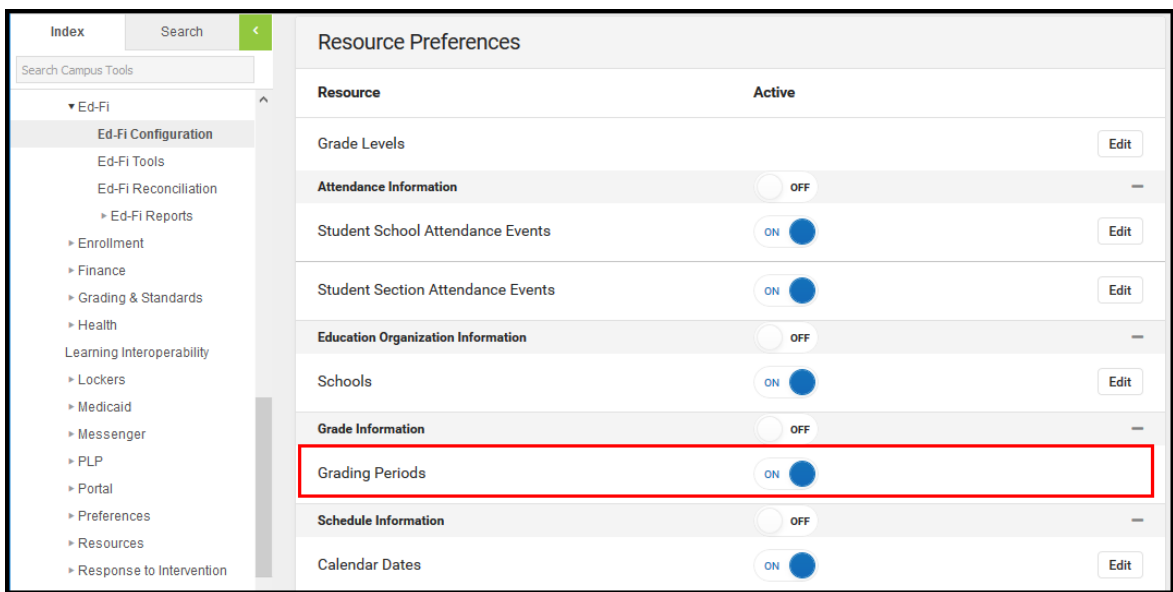 Index Search <
Search Campus Tools
Ed-Fi
Ed-Fi Configuration
Ed-Fi Tools
Ed-Fi Reconciliation
Ed-Fi Reports
Enrollment
Finance
Grading & Standards
Health
Learning Interoperability
Lockers
Medicaid
Messenger
PLP
Portal
Preferences
Resources
Response to Intervention
Resource Preferences
Resource Active
Grade Levels Edit
Attendance Information OFF
Student School Attendance Events ON Edit
Student Section Attendance Events ON Edit
Education Organization Information OFF
Schools ON Edit
Grade Information OFF
Grading Periods ON
Schedule Information OFF
Calendar Dates ON Edit